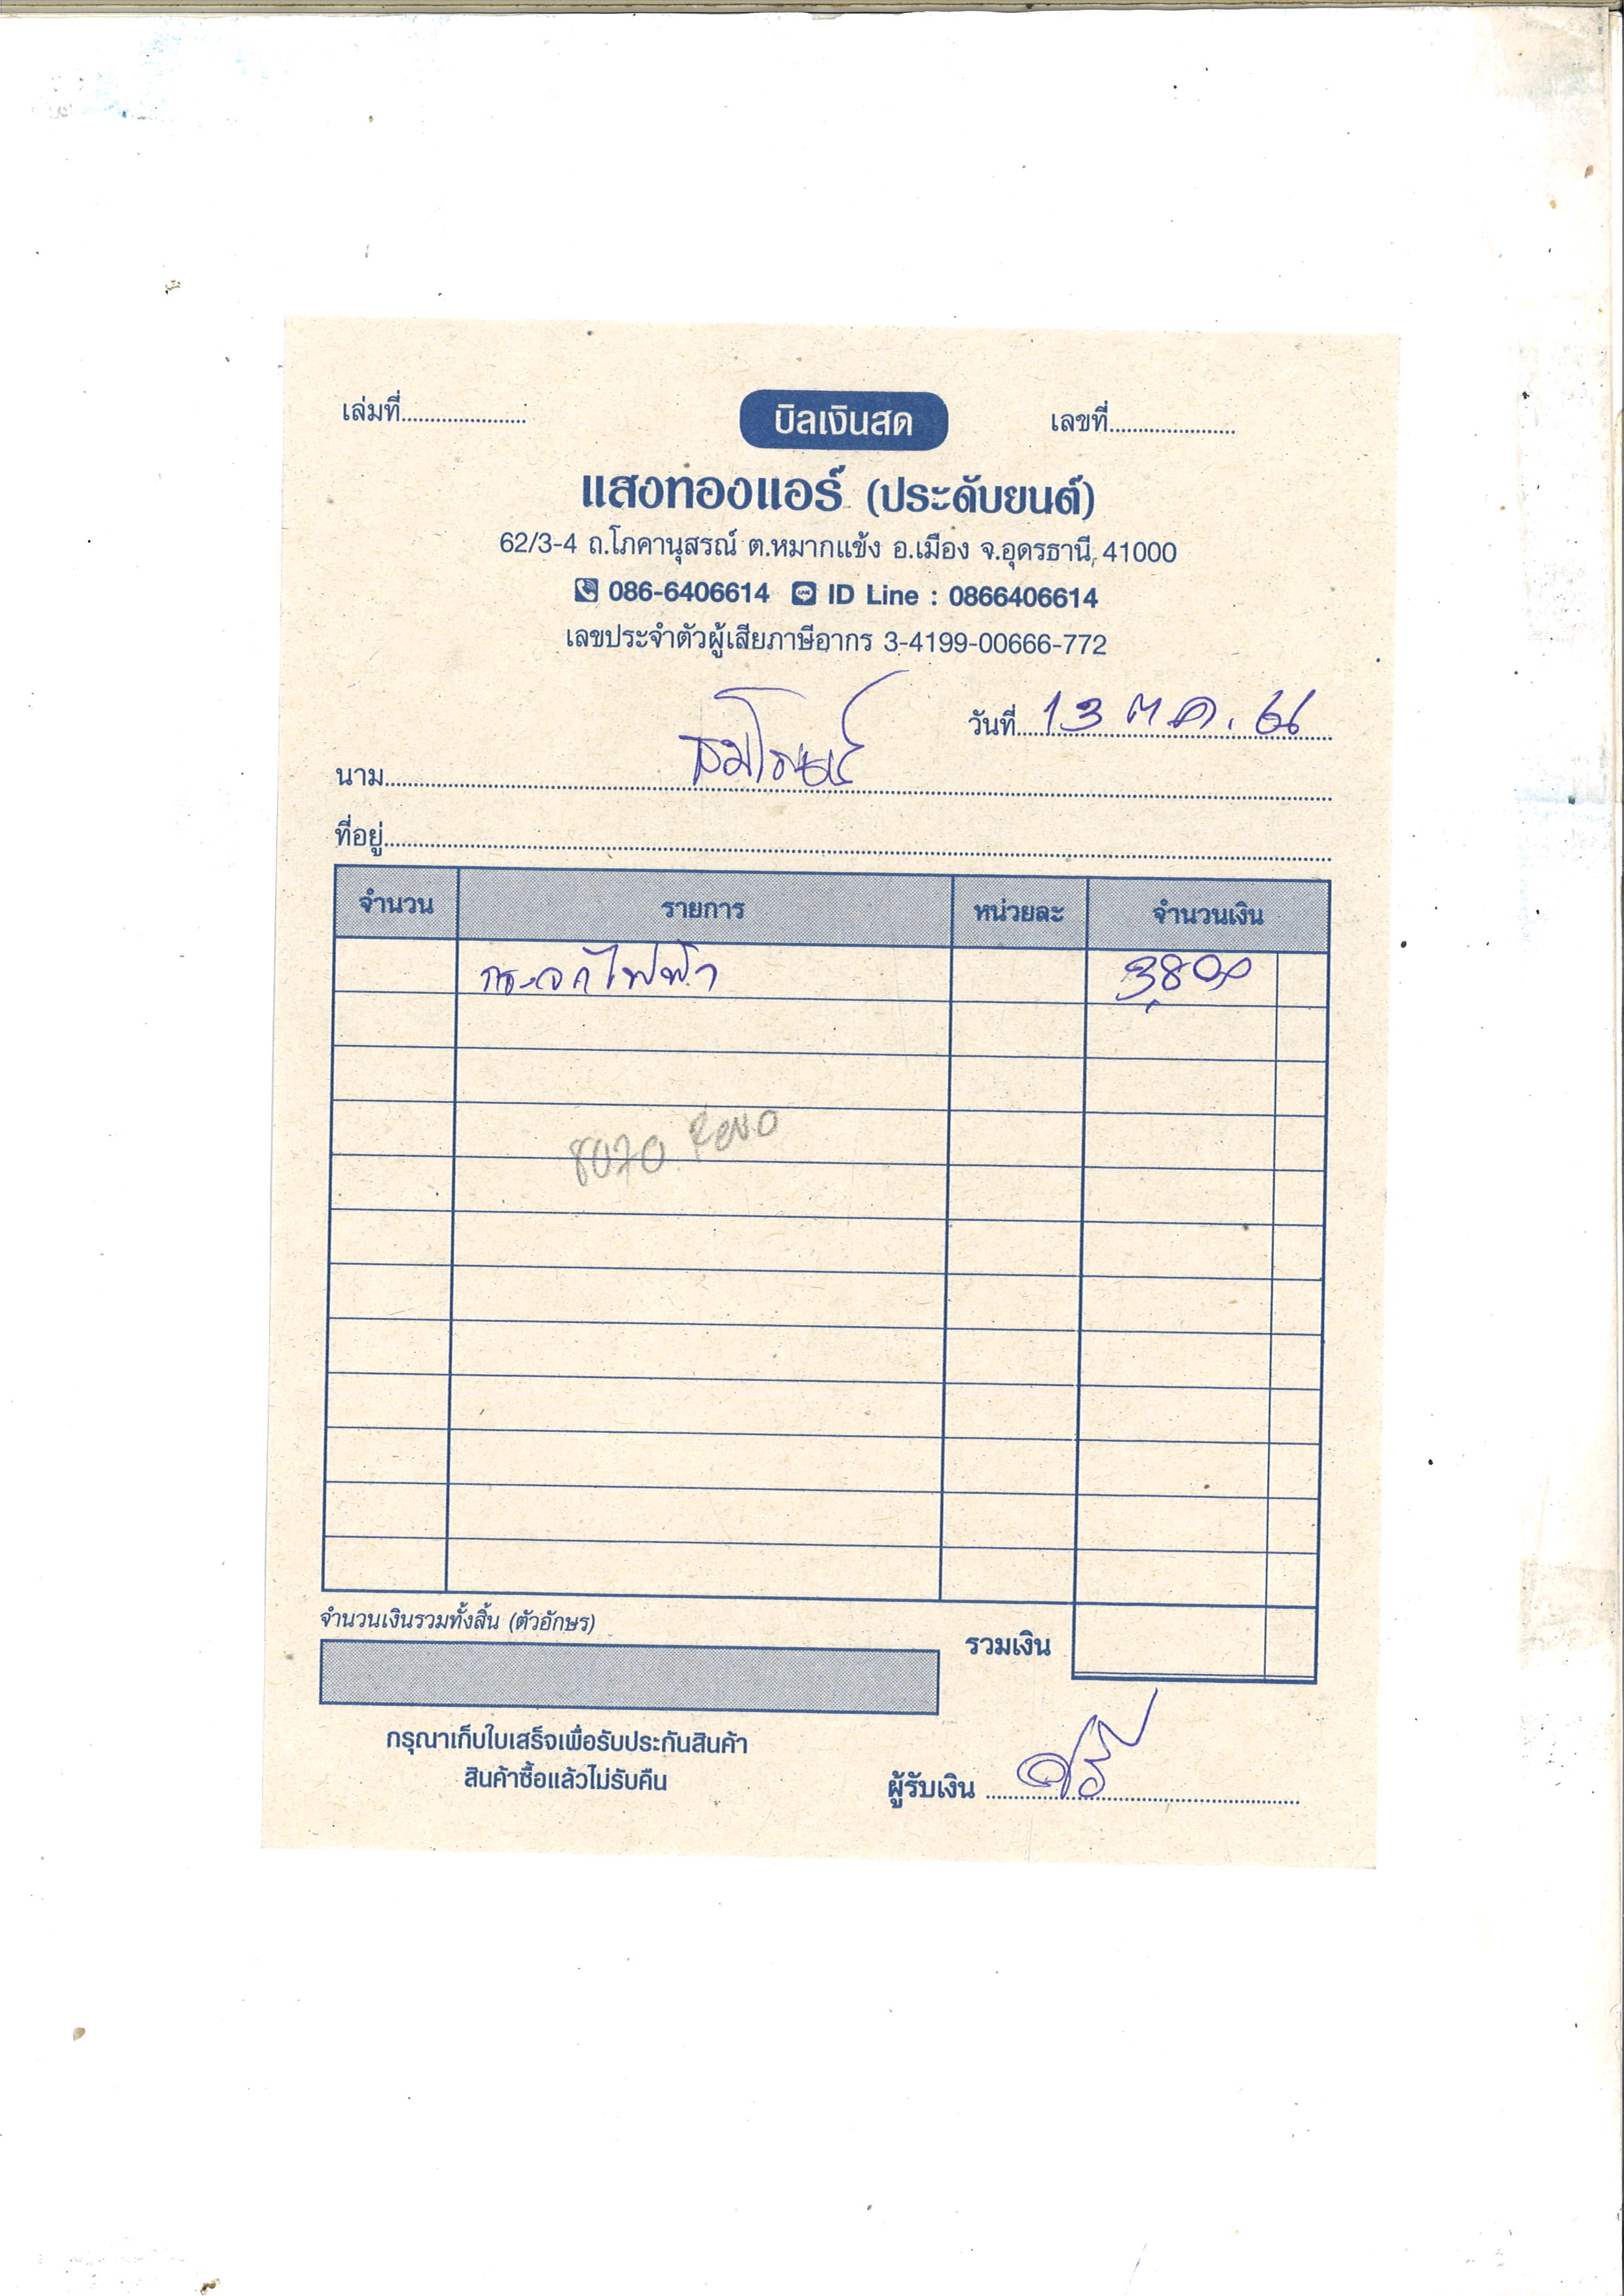 เล่มที่..................... บิลเงินสด เลขที่.....................
แสงทองแอร์ (ประดับยนต์)
62/3-4 ถ.โภคานุสรณ์ ต.หมากแข้ง อ.เมือง จ.อุดรธานี 41000
086-6406614 ID Line : 0866406614
เลขประจำตัวผู้เสียภาษีอากร 3-4199-00666-772
วันที่ 13 ต.ค. 66
นาม
ที่อยู่
จำนวน รายการ หน่วยละ จำนวนเงิน
กระจกไฟฟ้า 3,800
8070 Revo
จำนวนเงินรวมทั้งสิ้น (ตัวอักษร)
รวมเงิน
กรุณาเก็บใบเสร็จเพื่อรับประกันสินค้า
สินค้าซื้อแล้วไม่รับคืน
ผู้รับเงิน